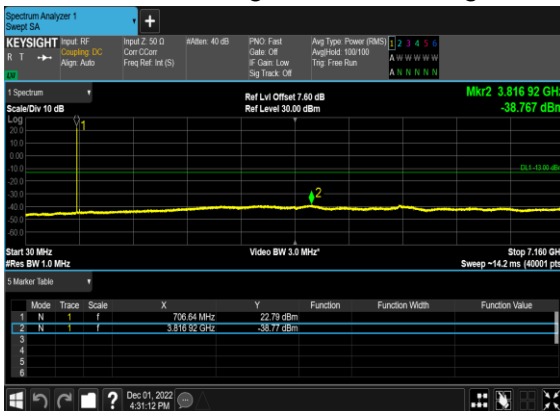 Spectrum Analyzer 1
Swept SA
KEYSIGHT Input: RF Input Z: 50 Ω #Atten: 40 dB PNO: Fast Avg Type: Power (RMS) 1 2 3 4 5 6
R T Coupling: DC Corr CCorr Gate: Off Avg|Hold: 100/100 A W W W W W
Align: Auto Freq Ref: Int (S) IF Gain: Low Trig: Free Run
Sig Track: Off A N N N N N
1 Spectrum
Ref Lvl Offset 7.60 dB Mkr2 3.816 92 GHz
Scale/Div 10 dB Ref Level 30.00 dBm -38.767 dBm
Log
20.0
10.0
0.00
-10.0
DL1 -13.00 dBm
-20.0
-30.0
-40.0
-50.0
-60.0
1
2
Start 30 MHz Video BW 3.0 MHz* Stop 7.160 GH
#Res BW 1.0 MHz Sweep ~14.2 ms (40001 pts
5 Marker Table
Mode Trace Scale X Y Function Function Width Function Value
1 N 1 f 706.64 MHz 22.79 dBm
2 N 1 f 3.816 92 GHz -38.77 dBm
3
4
5
6
? Dec 01, 2022
4:31:12 PM